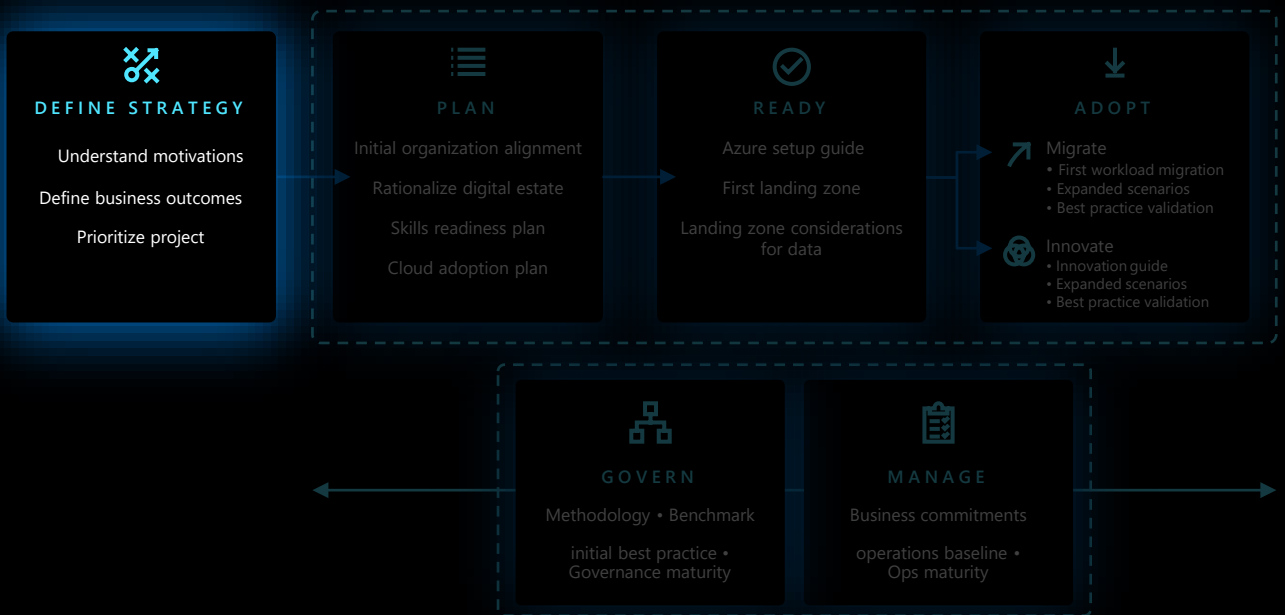 DEFINE STRATEGY
Understand motivations
Define business outcomes
Prioritize project
PLAN
Initial organization alignment
Rationalize digital estate
Skills readiness plan
Cloud adoption plan
READY
Azure setup guide
First landing zone
Landing zone considerations
for data
ADOPT
Migrate
• First workload migration
• Expanded scenarios
• Best practice validation
Innovate
• Innovation guide
• Expanded scenarios
• Best practice validation
GOVERN
Methodology • Benchmark
initial best practice •
Governance maturity
MANAGE
Business commitments
operations baseline •
Ops maturity